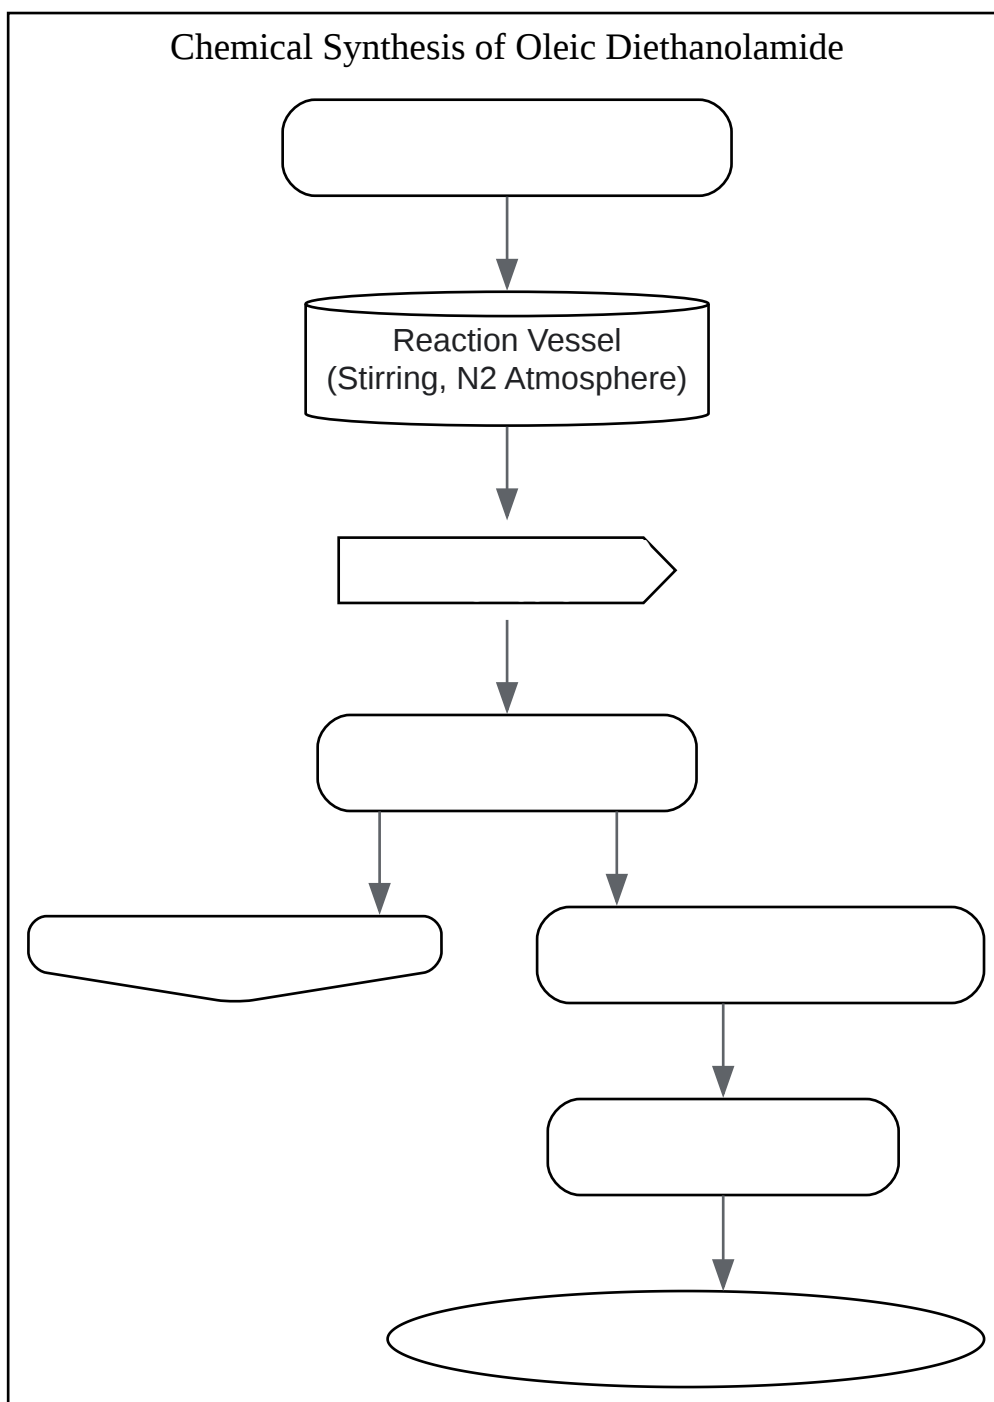 Chemical Synthesis of Oleic Diethanolamide
Reaction Vessel
(Stirring, N2 Atmosphere)